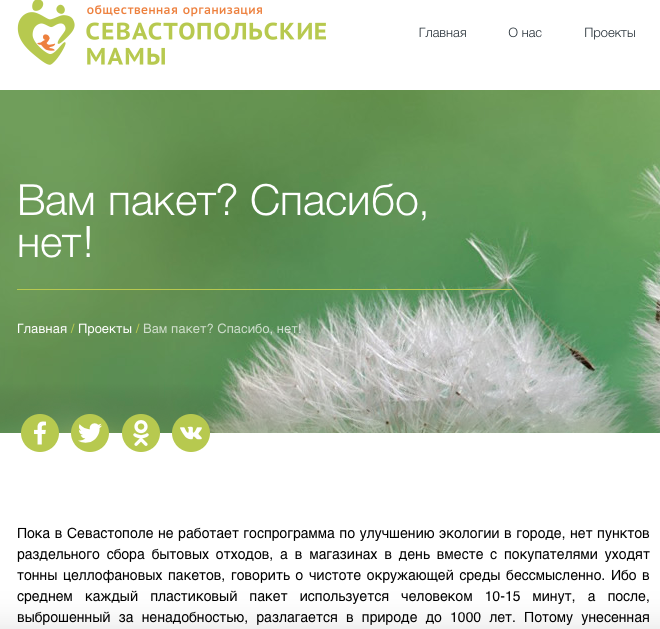 общественная организация
СЕВАСТОПОЛЬСКИЕ
МАМЫ
Главная О нас Проекты
Вам пакет? Спасибо,
нет!
Главная / Проекты / Вам пакет? Спасибо, нет!
Пока в Севастополе не работает госпрограмма по улучшению экологии в городе, нет пунктов
раздельного сбора бытовых отходов, а в магазинах в день вместе с покупателями уходят
тонны целлофановых пакетов, говорить о чистоте окружающей среды бессмысленно. Ибо в
среднем каждый пластиковый пакет используется человеком 10-15 минут, а после,
выброшенный за ненадобностью, разлагается в природе до 1000 лет. Потому унесенная